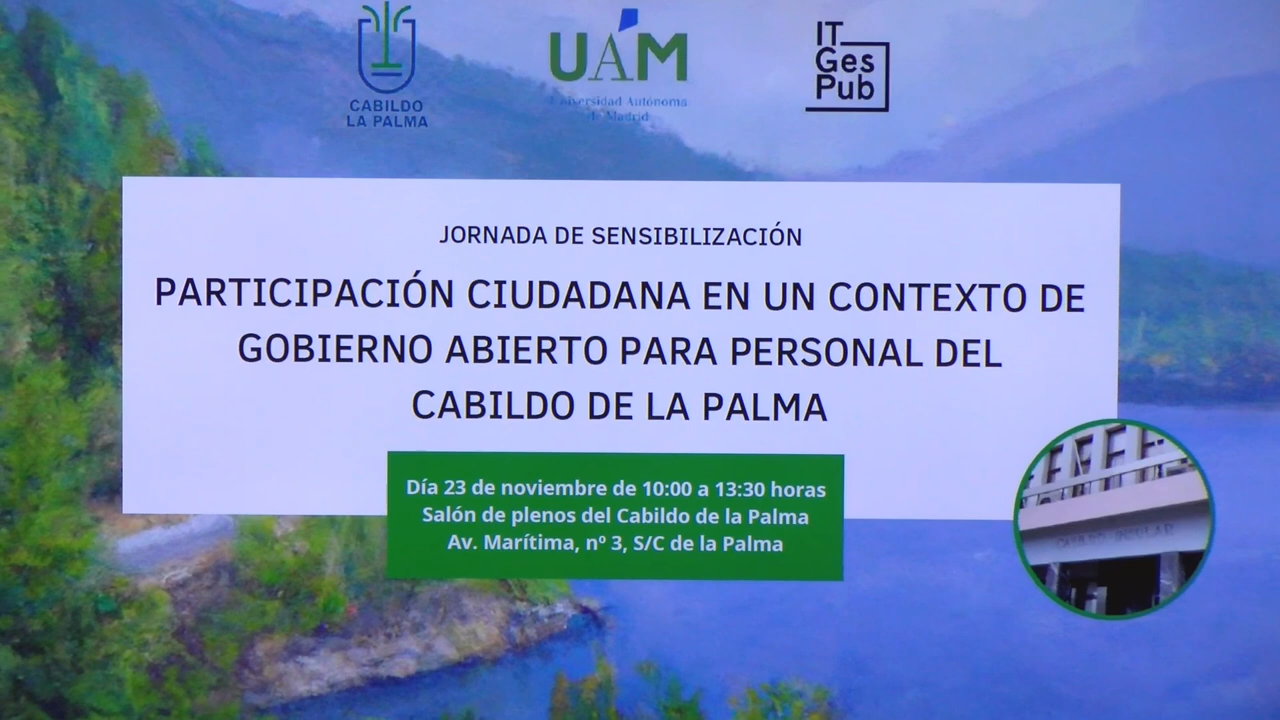 CABILDO
LA PALMA
UAM
Universidad Autónoma
de Madrid
IT
Ges
Pub
JORNADA DE SENSIBILIZACIÓN
PARTICIPACIÓN CIUDADANA EN UN CONTEXTO DE
GOBIERNO ABIERTO PARA PERSONAL DEL
CABILDO DE LA PALMA
Día 23 de noviembre de 10:00 a 13:30 horas
Salón de plenos del Cabildo de la Palma
Av. Marítima, nº 3, S/C de la Palma
CABILDO INSULAR